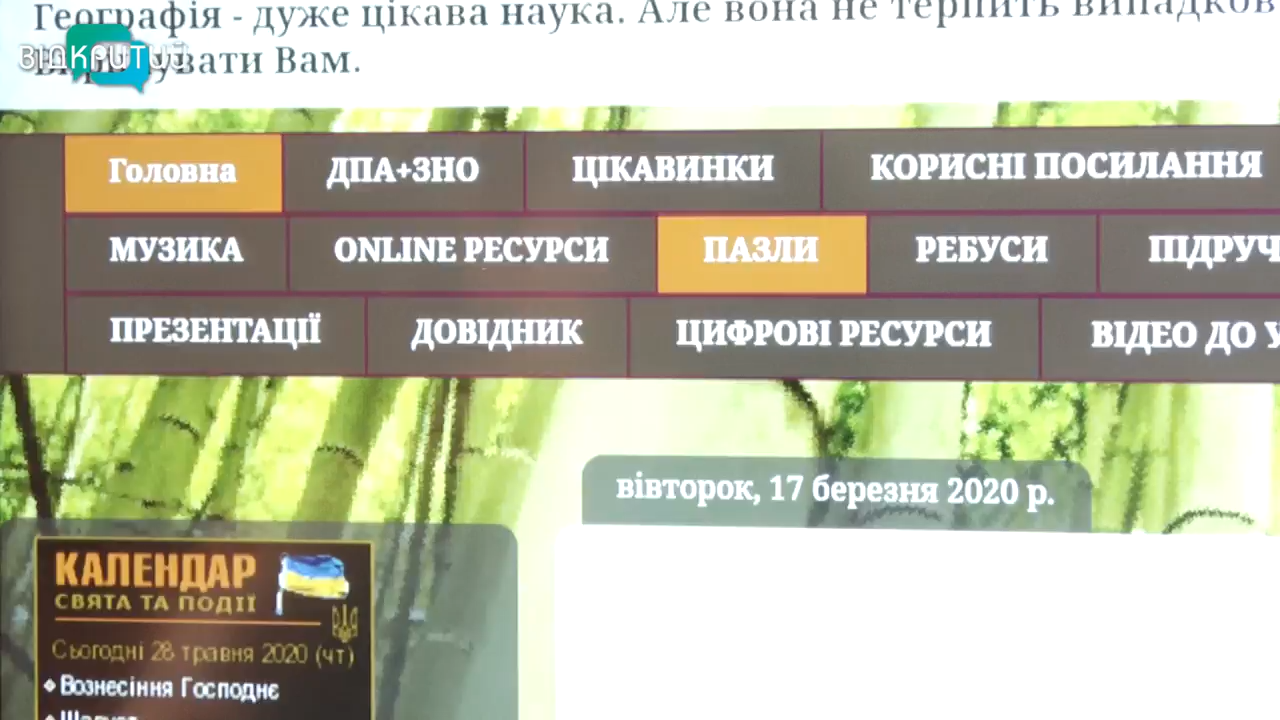 Географія - дуже цікава наука. Але вона не терпить
ВІДКРИТИЙ
Вам.
Головна
ДПА+ЗНО
ЦІКАВИНКИ
КОРИСНІ ПОСИЛАННЯ
МУЗИКА
ONLINE РЕСУРСИ
ПАЗЛИ
РЕБУСИ
ПІДРУЧ
ПРЕЗЕНТАЦІЇ
ДОВІДНИК
ЦИФРОВІ РЕСУРСИ
ВІДЕО ДО У
вівторок, 17 березня 2020 р.
КАЛЕНДАР
СВЯТА ТА ПОДІЇ
Сьогодні 28 травня 2020 (чт)
Вознесіння Господнє